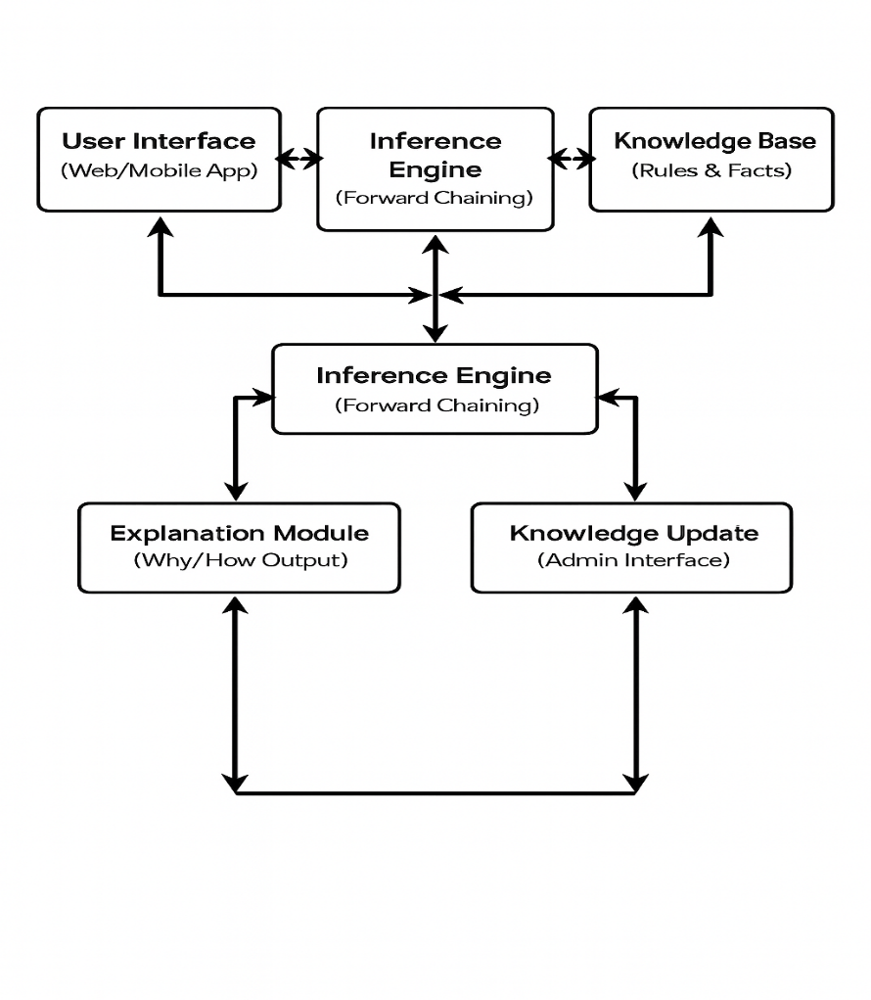 User Interface
(Web/Mobile App)
Inference
Engine
(Forward Chaining)
Knowledge Base
(Rules & Facts)
Inference Engine
(Forward Chaining)
Explanation Module
(Why/How Output)
Knowledge Update
(Admin Interface)